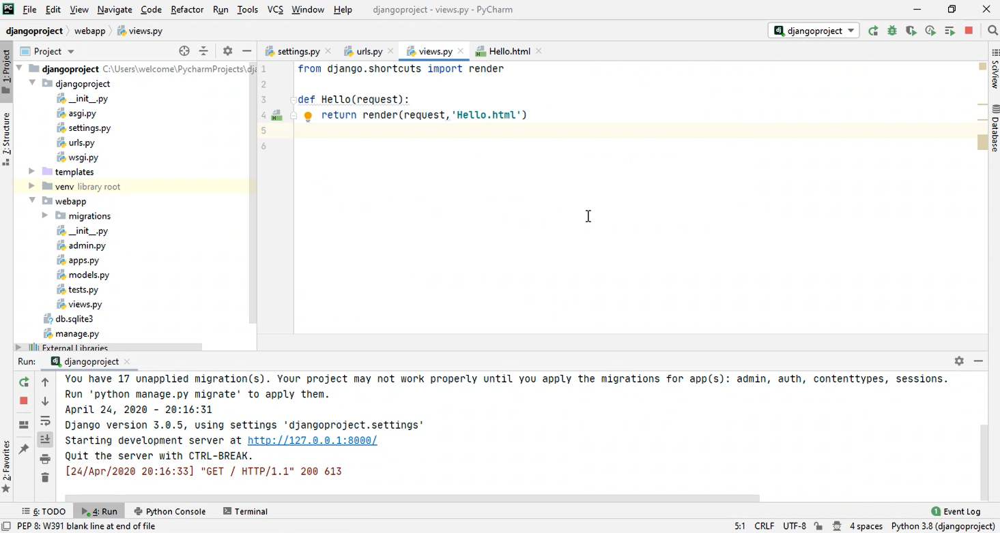 PC File Edit View Navigate Code Refactor Run Tools VCS Window Help djangoproject - views.py - PyCharm
djangoproject webapp views.py dj djangoproject
Project settings.py urls.py views.py Hello.html
1: Project
7: Structure
2: Favorites
SciView
Database
djangoproject C:\Users\welcome\PycharmProjects\dja
djangoproject
__init__.py
asgi.py
settings.py
urls.py
wsgi.py
templates
venv library root
webapp
migrations
__init__.py
admin.py
apps.py
models.py
tests.py
views.py
db.sqlite3
manage.py
External Libraries
1 from django.shortcuts import render
2
3 def Hello(request):
4 H return render(request,'Hello.html')
5
6
Run: dj djangoproject
You have 17 unapplied migration(s). Your project may not work properly until you apply the migrations for app(s): admin, auth, contenttypes, sessions.
Run 'python manage.py migrate' to apply them.
April 24, 2020 - 20:16:31
Django version 3.0.5, using settings 'djangoproject.settings'
Starting development server at http://127.0.0.1:8000/
Quit the server with CTRL-BREAK.
[24/Apr/2020 20:16:33] "GET / HTTP/1.1" 200 613
6: TODO 4: Run Python Console Terminal 1 Event Log
PEP 8: W391 blank line at end of file 5:1 CRLF UTF-8 4 spaces Python 3.8 (djangoproject)